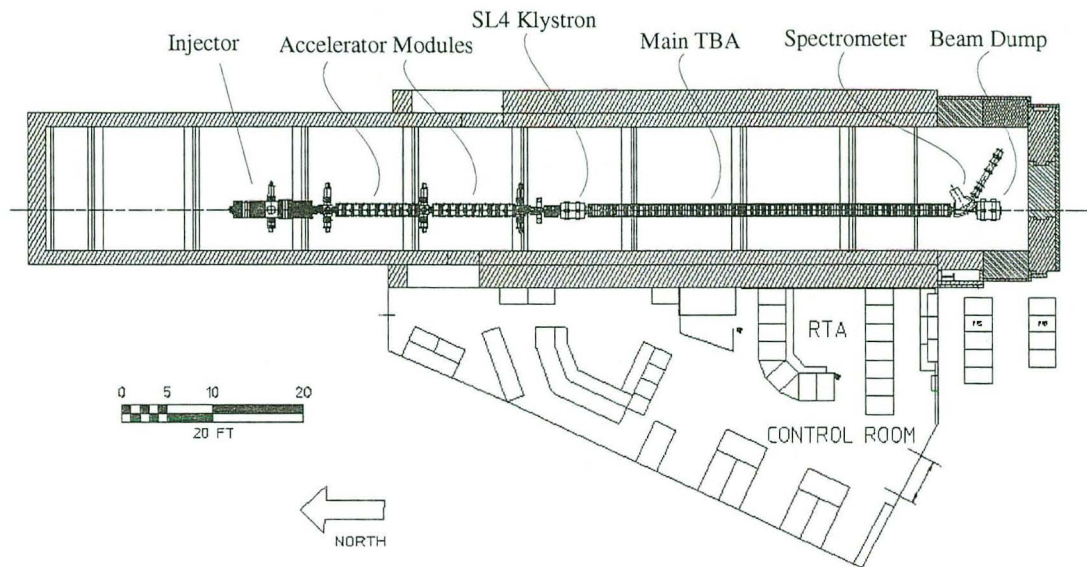 SL4 Klystron
Injector
Accelerator Modules
Main TBA
Spectrometer
Beam Dump
RTA
CONTROL ROOM
0 5 10 20
20 FT
NORTH